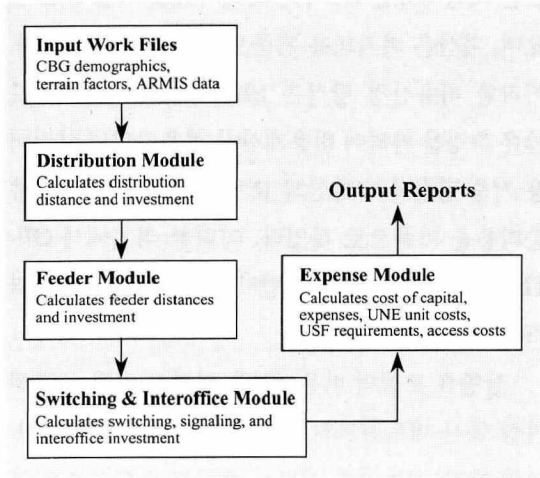 Input Work Files
CBG demographics,
terrain factors, ARMIS data
Distribution Module
Calculates distribution
distance and investment
Feeder Module
Calculates feeder distances
and investment
Switching & Interoffice Module
Calculates switching, signaling, and
interoffice investment
Expense Module
Calculates cost of capital,
expenses, UNE unit costs,
USF requirements, access costs
Output Reports